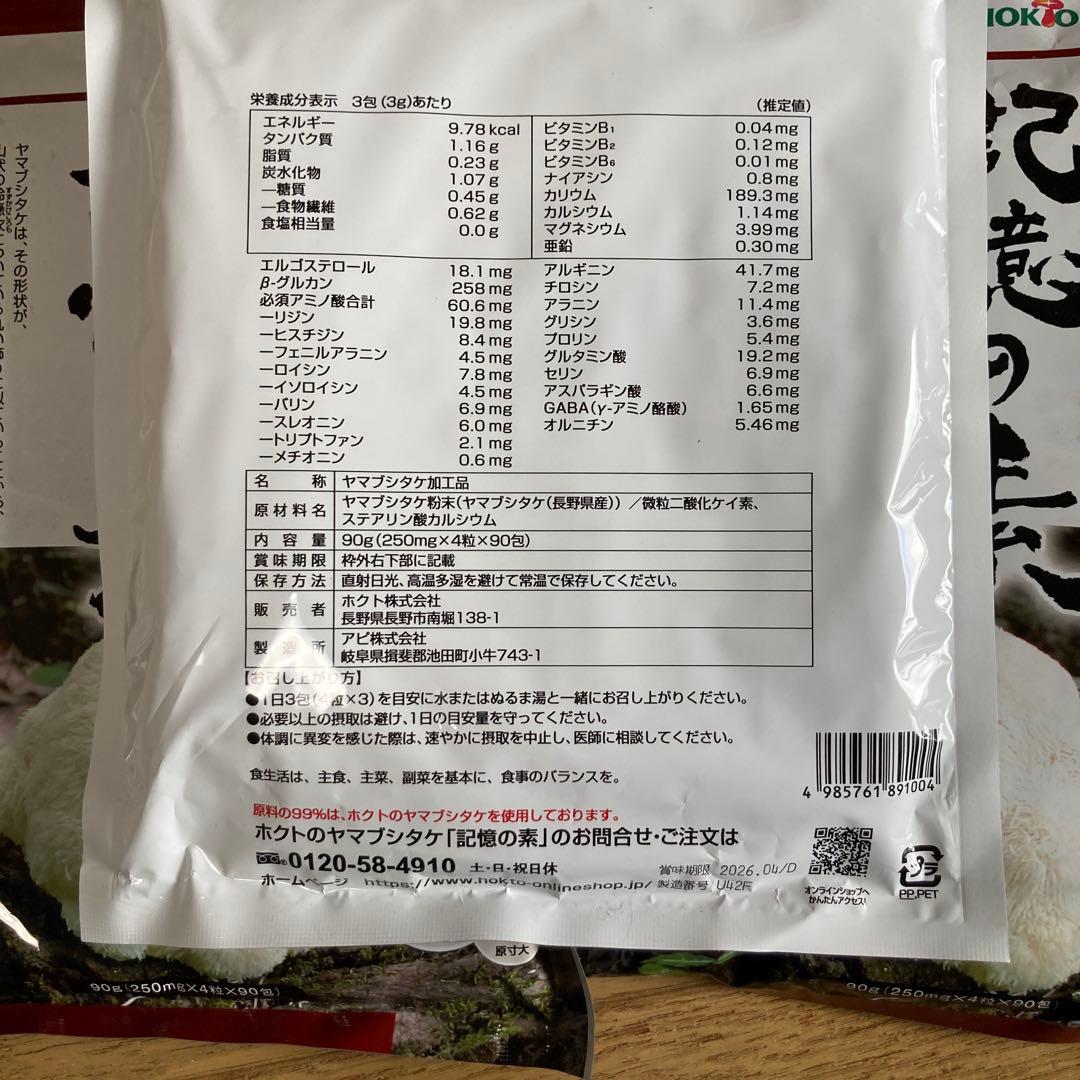 栄養成分表示 3包(3g)あたり (推定値)
エネルギー 9.78kcal
タンパク質 1.16g
脂質 0.23g
炭水化物 1.07g
―糖質 0.45g
―食物繊維 0.62g
食塩相当量 0.0g
ビタミンB1 0.04mg
ビタミンB2 0.12mg
ビタミンB6 0.01mg
ナイアシン 0.8mg
カリウム 189.3mg
カルシウム 1.14mg
マグネシウム 3.99mg
亜鉛 0.30mg
エルゴステロール 18.1mg
β-グルカン 258mg
必須アミノ酸合計 60.6mg
―リジン 19.8mg
―ヒスチジン 8.4mg
―フェニルアラニン 4.5mg
―ロイシン 7.8mg
―イソロイシン 4.5mg
―バリン 6.9mg
―スレオニン 6.0mg
―トリプトファン 2.1mg
―メチオニン 0.6mg
アルギニン 41.7mg
チロシン 7.2mg
アラニン 11.4mg
グリシン 3.6mg
プロリン 5.4mg
グルタミン酸 19.2mg
セリン 6.9mg
アスパラギン酸 6.6mg
GABA(γ-アミノ酪酸) 1.65mg
オルニチン 5.46mg
名称 ヤマブシタケ加工品
原材料名 ヤマブシタケ粉末(ヤマブシタケ(長野県産))/微粒二酸化ケイ素、
ステアリン酸カルシウム
内容量 90g(250mg×4粒×90包)
賞味期限 枠外右下部に記載
保存方法 直射日光、高温多湿を避けて常温で保存してください。
販売者 ホクト株式会社
長野県長野市南堀138-1
製造所 アピ株式会社
岐阜県揖斐郡池田町小牛743-1
【お召し上がり方】
●1日3包(4粒×3)を目安に水またはぬるま湯と一緒にお召し上がりください。
●必要以上の摂取は避け、1日の目安量を守ってください。
●体調に異変を感じた際は、速やかに摂取を中止し、医師に相談してください。
食生活は、主食、主菜、副菜を基本に、食事のバランスを。
4 985761 891004
原料の99%は、ホクトのヤマブシタケを使用しております。
ホクトのヤマブシタケ「記憶の素」のお問合せ・ご注文は
0120-58-4910 土・日・祝日休
ホームページ https://www.hokto-onlineshop.jp/
賞味期限 2026.04/D
製造番号 U42F
オンラインショップへ
かんたんアクセス!
プラ
PP,PET
HOKTO
記憶の素
ヤマブシタケは、その形状が、
原寸大
90g(250mg×4粒×90包)
90g(250mg×4粒×90包)